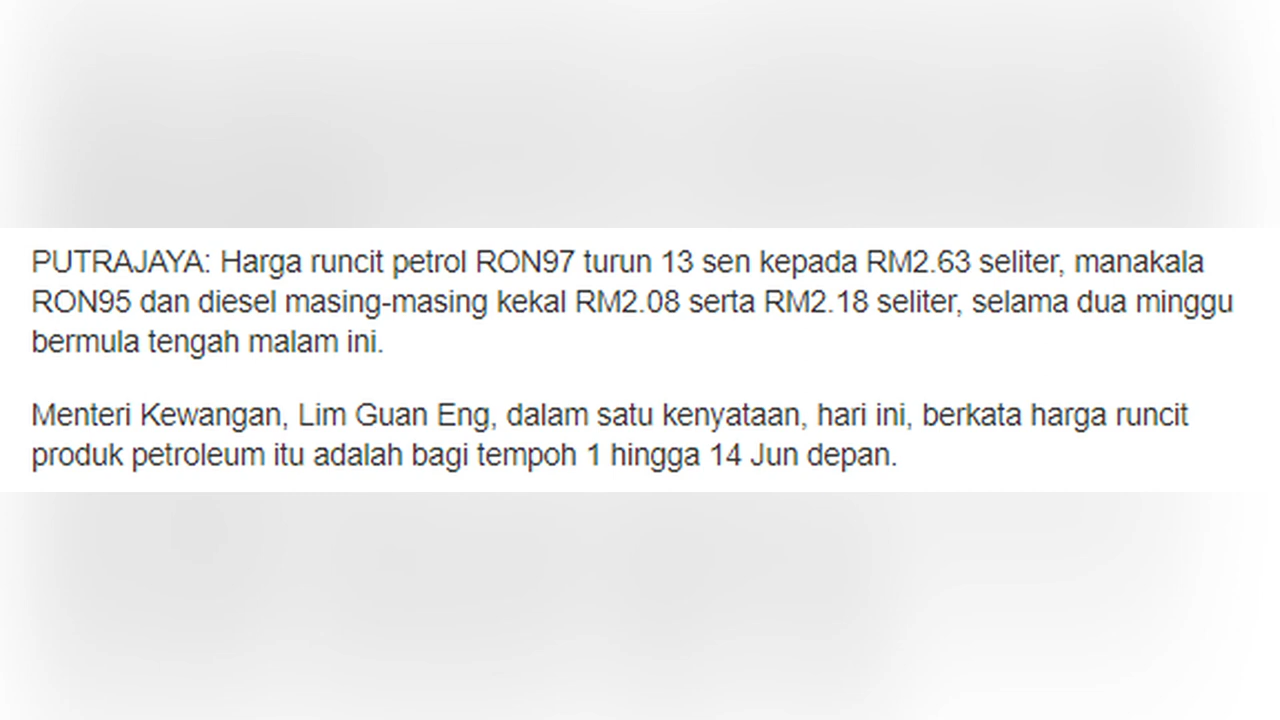 PUTRAJAYA: Harga runcit petrol RON97 turun 13 sen kepada RM2.63 seliter, manakala
RON95 dan diesel masing-masing kekal RM2.08 serta RM2.18 seliter, selama dua minggu
bermula tengah malam ini.
Menteri Kewangan, Lim Guan Eng, dalam satu kenyataan, hari ini, berkata harga runcit
produk petroleum itu adalah bagi tempoh 1 hingga 14 Jun depan.